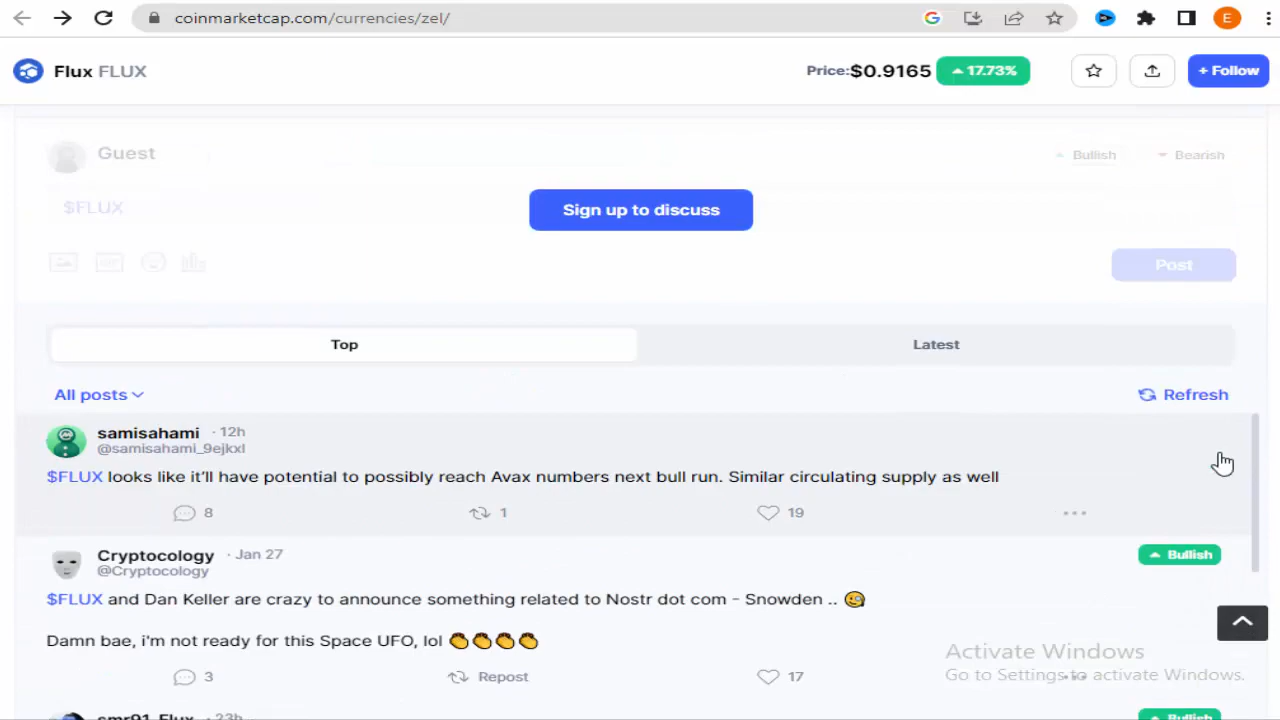 coinmarketcap.com/currencies/zel/
E
Flux FLUX
Price:$0.9165 17.73%
+ Follow
Guest
Bullish Bearish
$FLUX
Sign up to discuss
GIF
Post
Top Latest
All posts Refresh
samisahami · 12h
@samisahami_9ejkxl
$FLUX looks like it'll have potential to possibly reach Avax numbers next bull run. Similar circulating supply as well
8 1 19
Cryptocology · Jan 27 Bullish
@Cryptocology
$FLUX and Dan Keller are crazy to announce something related to Nostr dot com - Snowden .. 🧐
Damn bae, i'm not ready for this Space UFO, lol 👏👏👏👏
3 Repost 17
Activate Windows
Go to Settings to activate Windows.
smr91_Flux · 23h Bullish